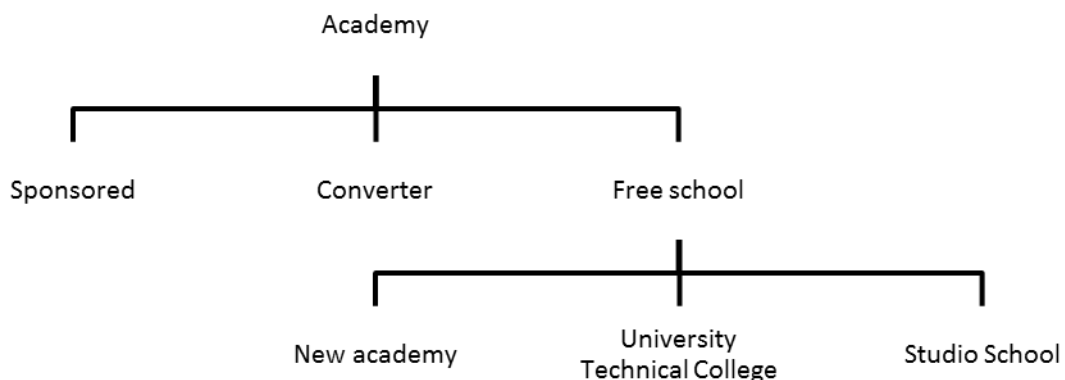 Academy
Sponsored
Converter
Free school
New academy
University
Technical College
Studio School